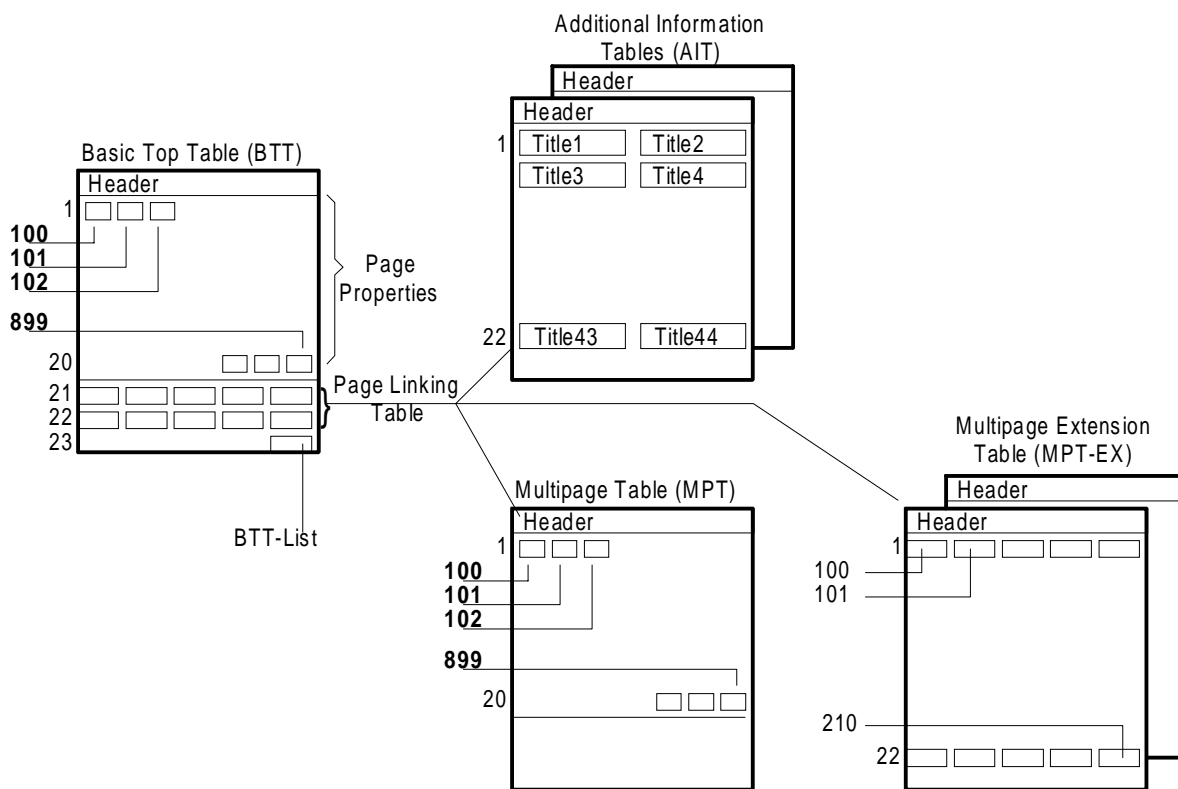 Additional Information
Tables (AIT)
Header
Header
1 Title1 Title2
Title3 Title4
22 Title43 Title44
Basic Top Table (BTT)
Header
1
100
101
102
899
20
21
22
23
Page
Properties
Page Linking
Table
BTT-List
Multipage Table (MPT)
Header
1
100
101
102
899
20
Multipage Extension
Table (MPT-EX)
Header
Header
1
100
101
210
22